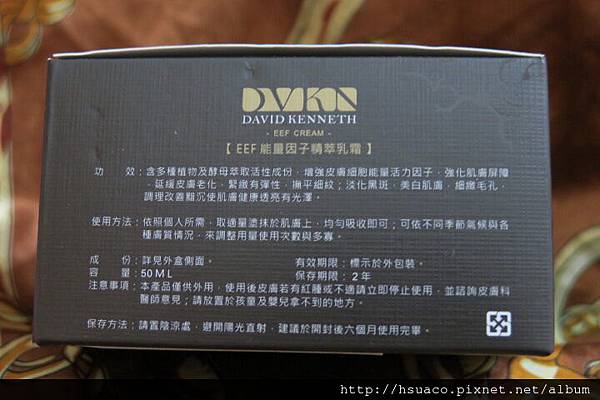 DVKN
DAVID KENNETH
- EEF CREAM -
【 EEF 能量因子精萃乳霜 】
功　　效：含多種植物及酵母萃取活性成份，增強皮膚細胞能量活力因子，強化肌膚屏障
，延緩皮膚老化，緊緻有彈性，撫平細紋；淡化黑斑，美白肌膚，細緻毛孔，
調理改善黯沉使肌膚健康透亮有光澤。
使用方法：依照個人所需，取適量塗抹於肌膚上，均勻吸收即可；可依不同季節氣候與各
種膚質情況，來調整用量使用次數與多寡。
成　　份：詳見外盒側面。　有效期限：標示於外包裝。
容　　量：50ML　保存期限：2年
注意事項：本產品僅供外用，使用後皮膚若有紅腫或不適請立即停止使用，並諮詢皮膚科
醫師意見；請放置於孩童及嬰兒拿不到的地方。
保存方法：請置陰涼處，避開陽光直射，建議於開封後六個月使用完畢。
http://hsuaco.pixnet.net/album